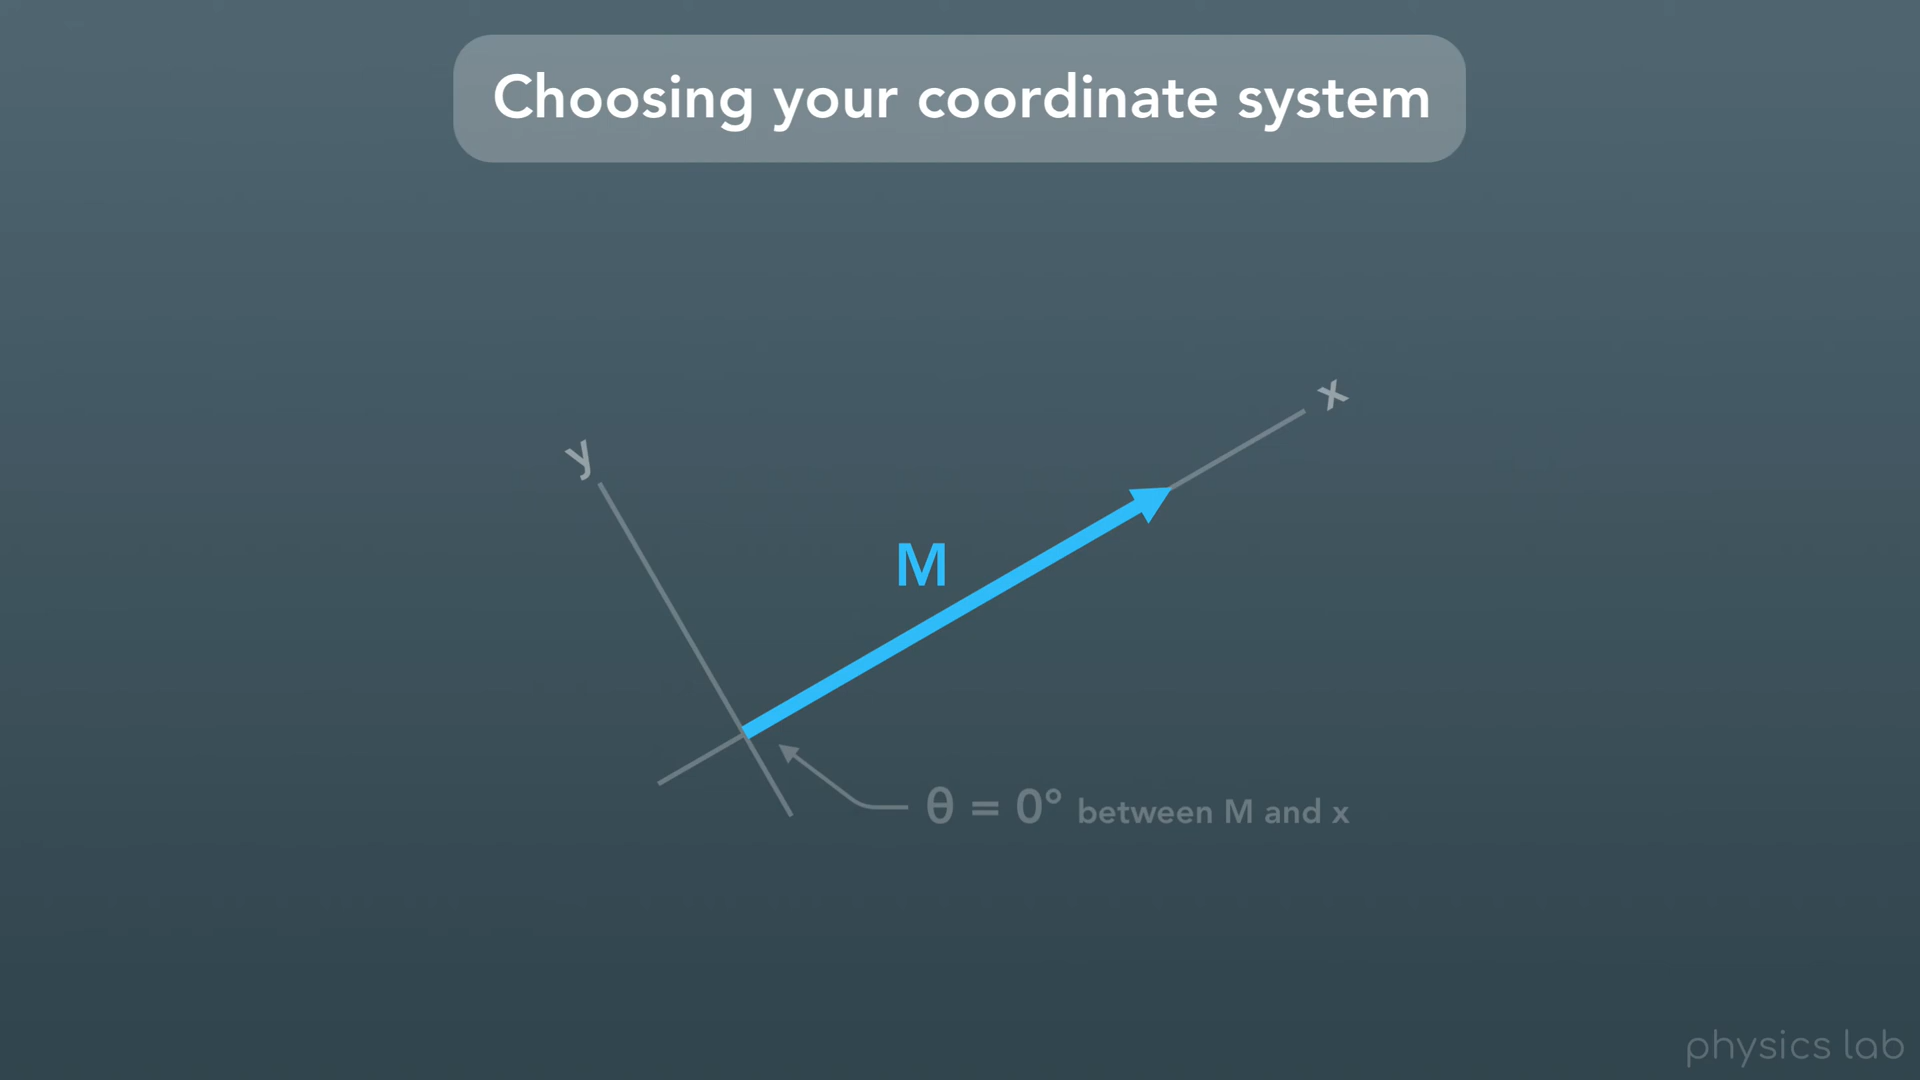 Choosing your coordinate system
x
y
M
θ = 0° between M and x
physics lab